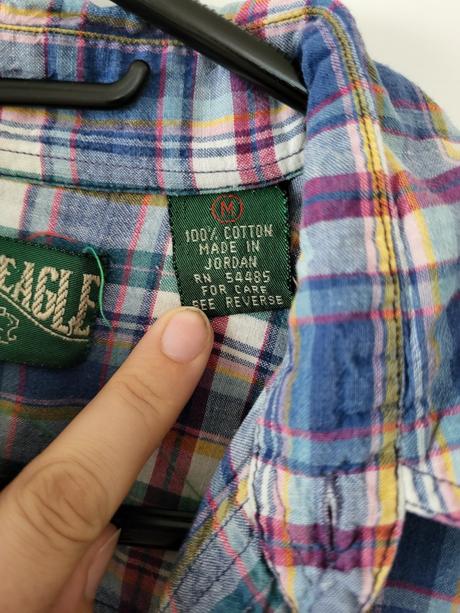 EAGLE
M
100% COTTON
MADE IN
JORDAN
RN 54485
FOR CARE
SEE REVERSE